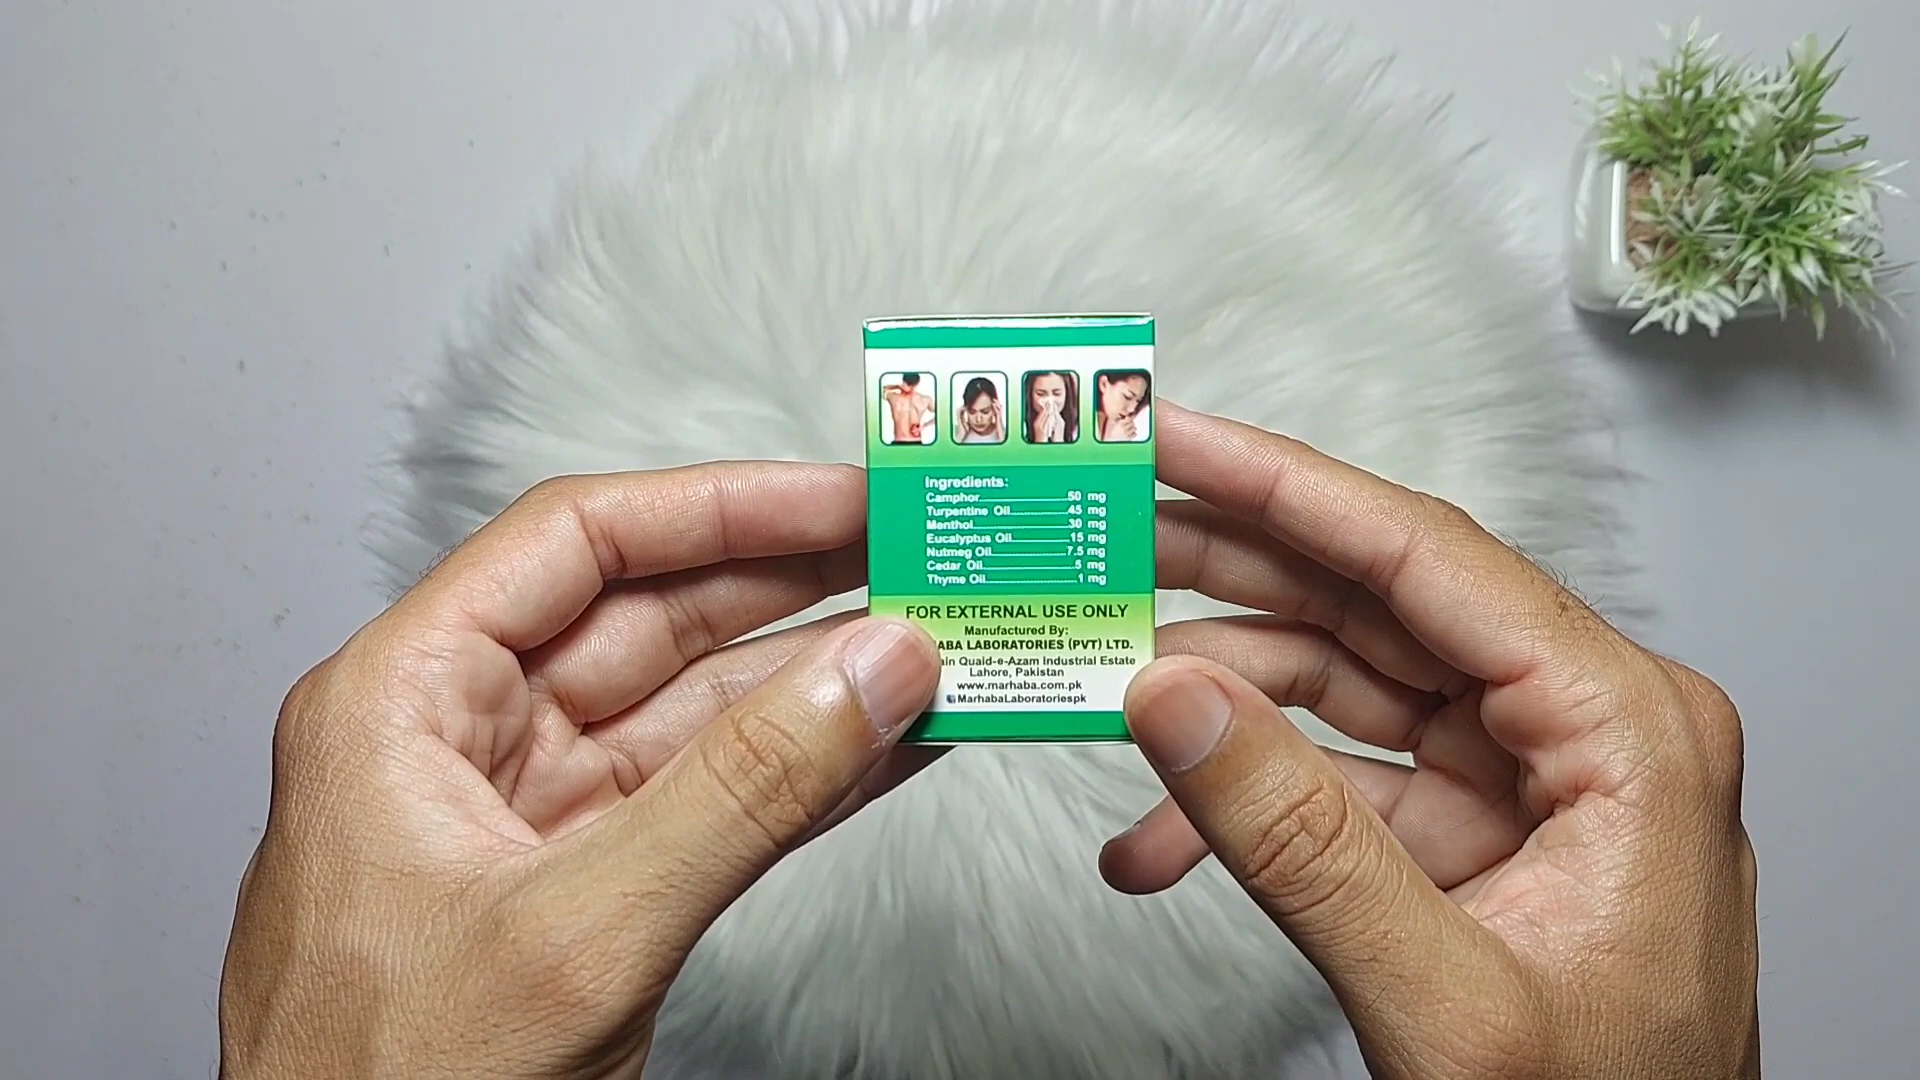 Ingredients:
Camphor 50 mg
Turpentine Oil 45 mg
Menthol 30 mg
Eucalyptus Oil 15 mg
Nutmeg Oil 7.5 mg
Cedar Oil 5 mg
Thyme Oil 1 mg
FOR EXTERNAL USE ONLY
Manufactured By:
ABA LABORATORIES (PVT) LTD.
ain Quaid-e-Azam Industrial Estate
Lahore, Pakistan
www.marhaba.com.pk
MarhabaLaboratoriespk